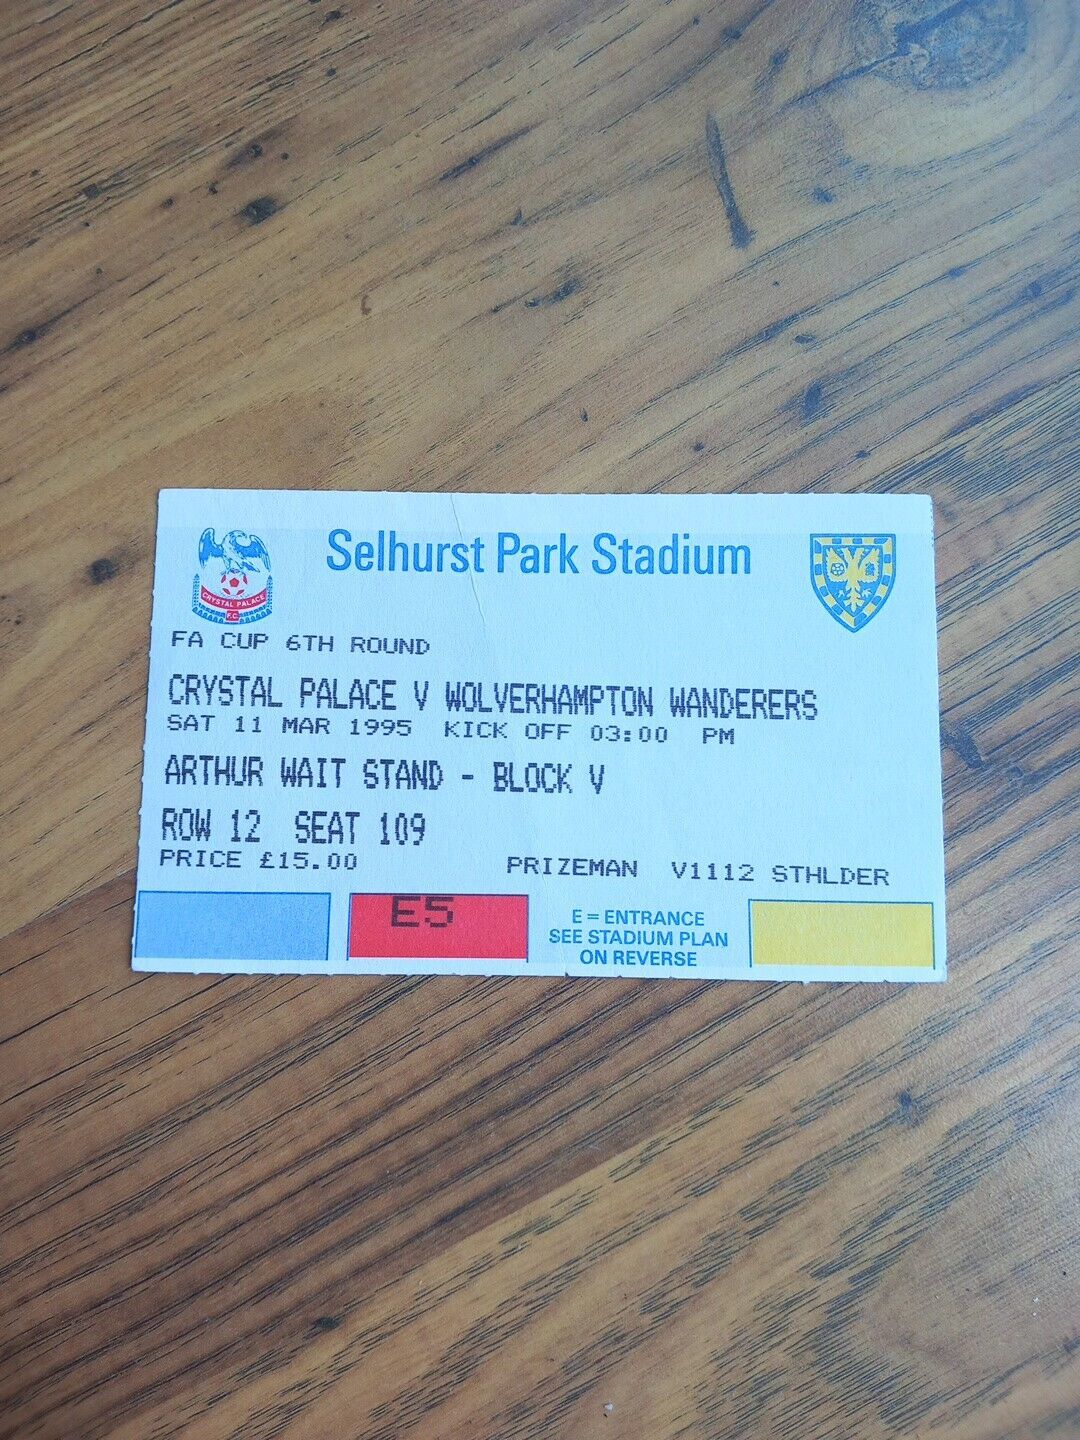 Selhurst Park Stadium
CRYSTAL PALACE
F.C.
FA CUP 6TH ROUND
CRYSTAL PALACE V WOLVERHAMPTON WANDERERS
SAT 11 MAR 1995 KICK OFF 03:00 PM
ARTHUR WAIT STAND - BLOCK V
ROW 12 SEAT 109
PRICE £15.00 PRIZEMAN V1112 STHLDER
E5
E = ENTRANCE
SEE STADIUM PLAN
ON REVERSE